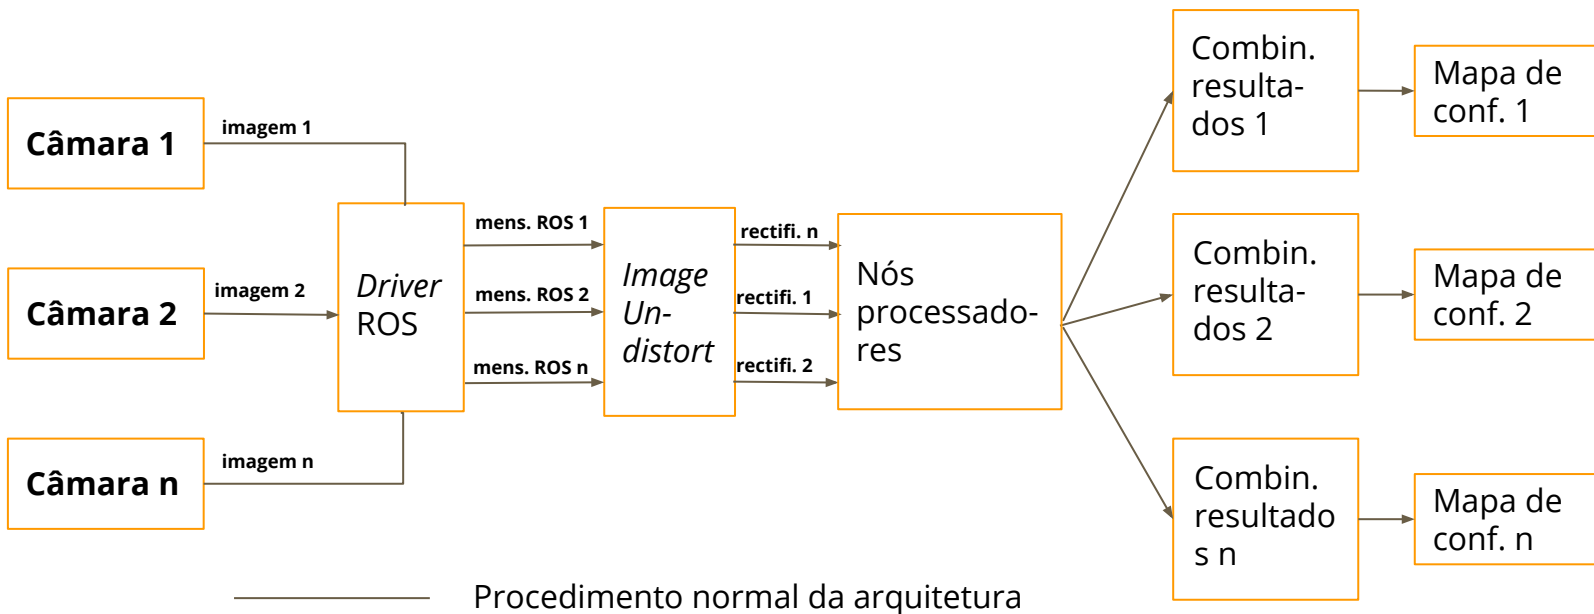 Câmara 1
imagem 1
Câmara 2
imagem 2
Câmara n
imagem n
Driver
ROS
mens. ROS 1
mens. ROS 2
mens. ROS n
Image
Un-
distort
rectifi. n
rectifi. 1
rectifi. 2
Nós
processado-
res
Combin.
resulta-
dos 1
Mapa de
conf. 1
Combin.
resulta-
dos 2
Mapa de
conf. 2
Combin.
resultado
s n
Mapa de
conf. n
Procedimento normal da arquitetura